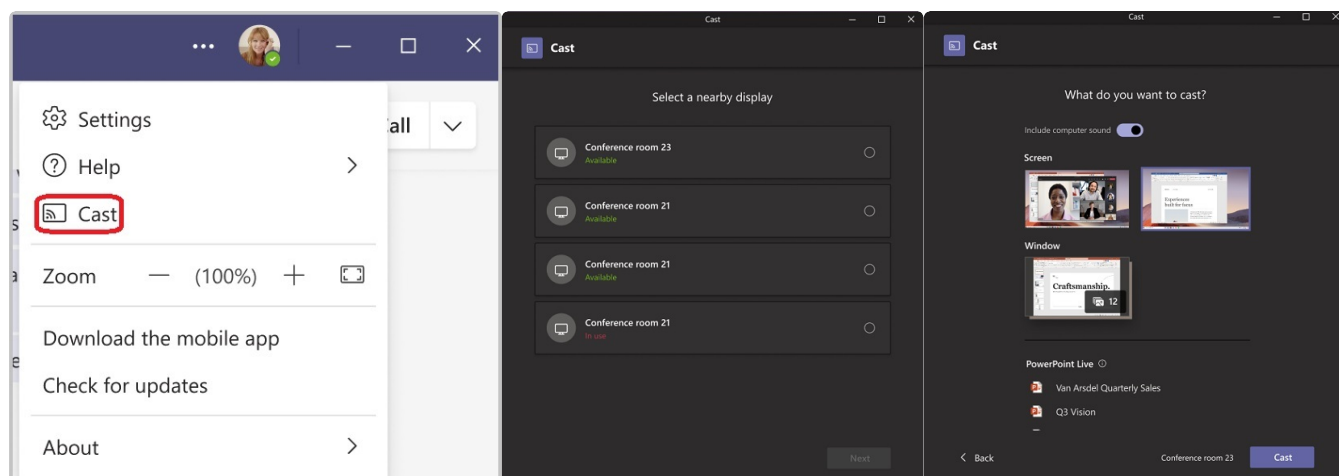 Settings
all
Help
Cast
Zoom
(100%)
Download the mobile app
Check for updates
About
Cast
Cast
Select a nearby display
Conference room 23
Available
Conference room 21
Available
Conference room 21
Available
Conference room 21
In use
Next
Cast
Cast
What do you want to cast?
Include computer sound
Screen
Experiences
built for focus
Window
Craftsmanship.
12
PowerPoint Live
Van Arsdel Quarterly Sales
Q3 Vision
Back
Conference room 23
Cast